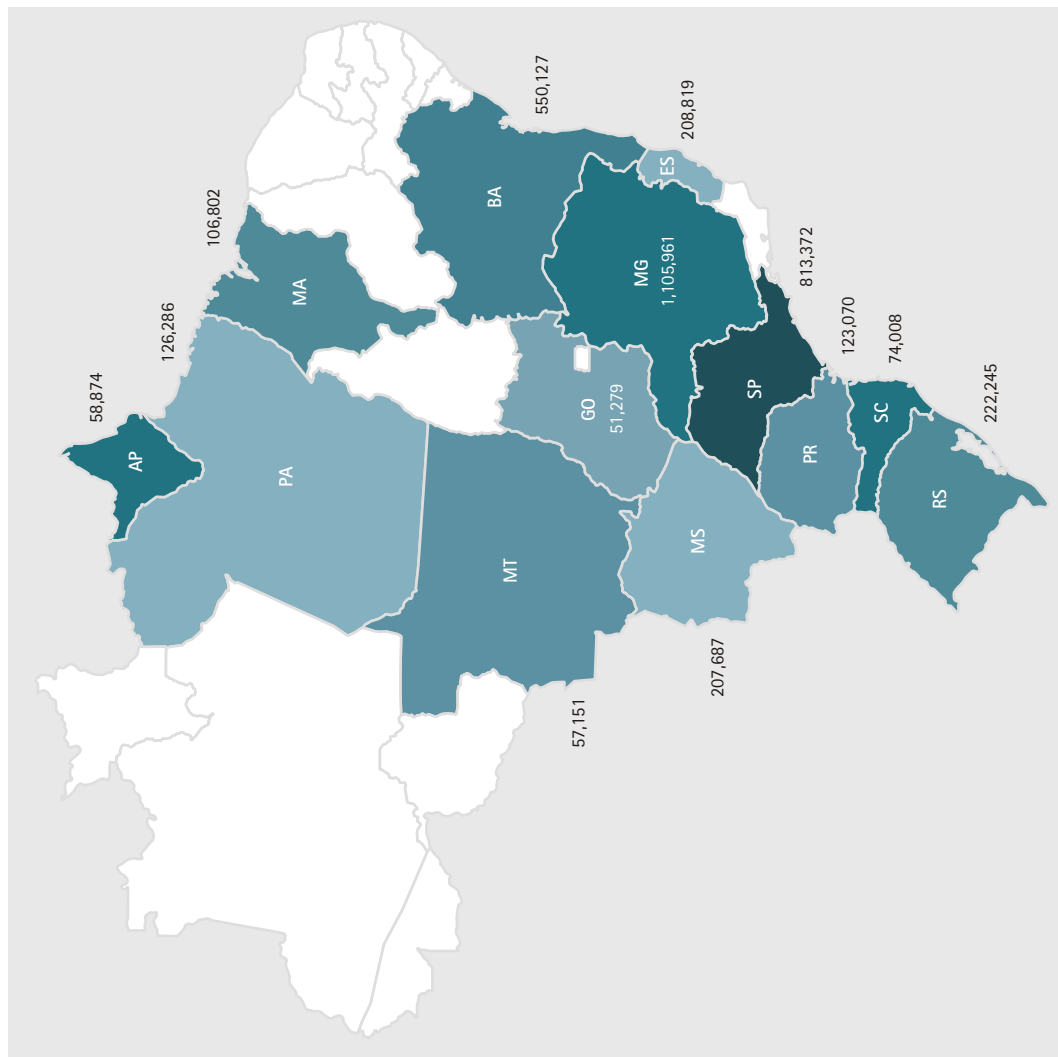 58,874
AP
126,286
PA
106,802
MA
550,127
BA
208,819
ES
MG
1,105,961
GO
51,279
MT
57,151
MS
207,687
SP
813,372
PR
123,070
SC
74,008
RS
222,245